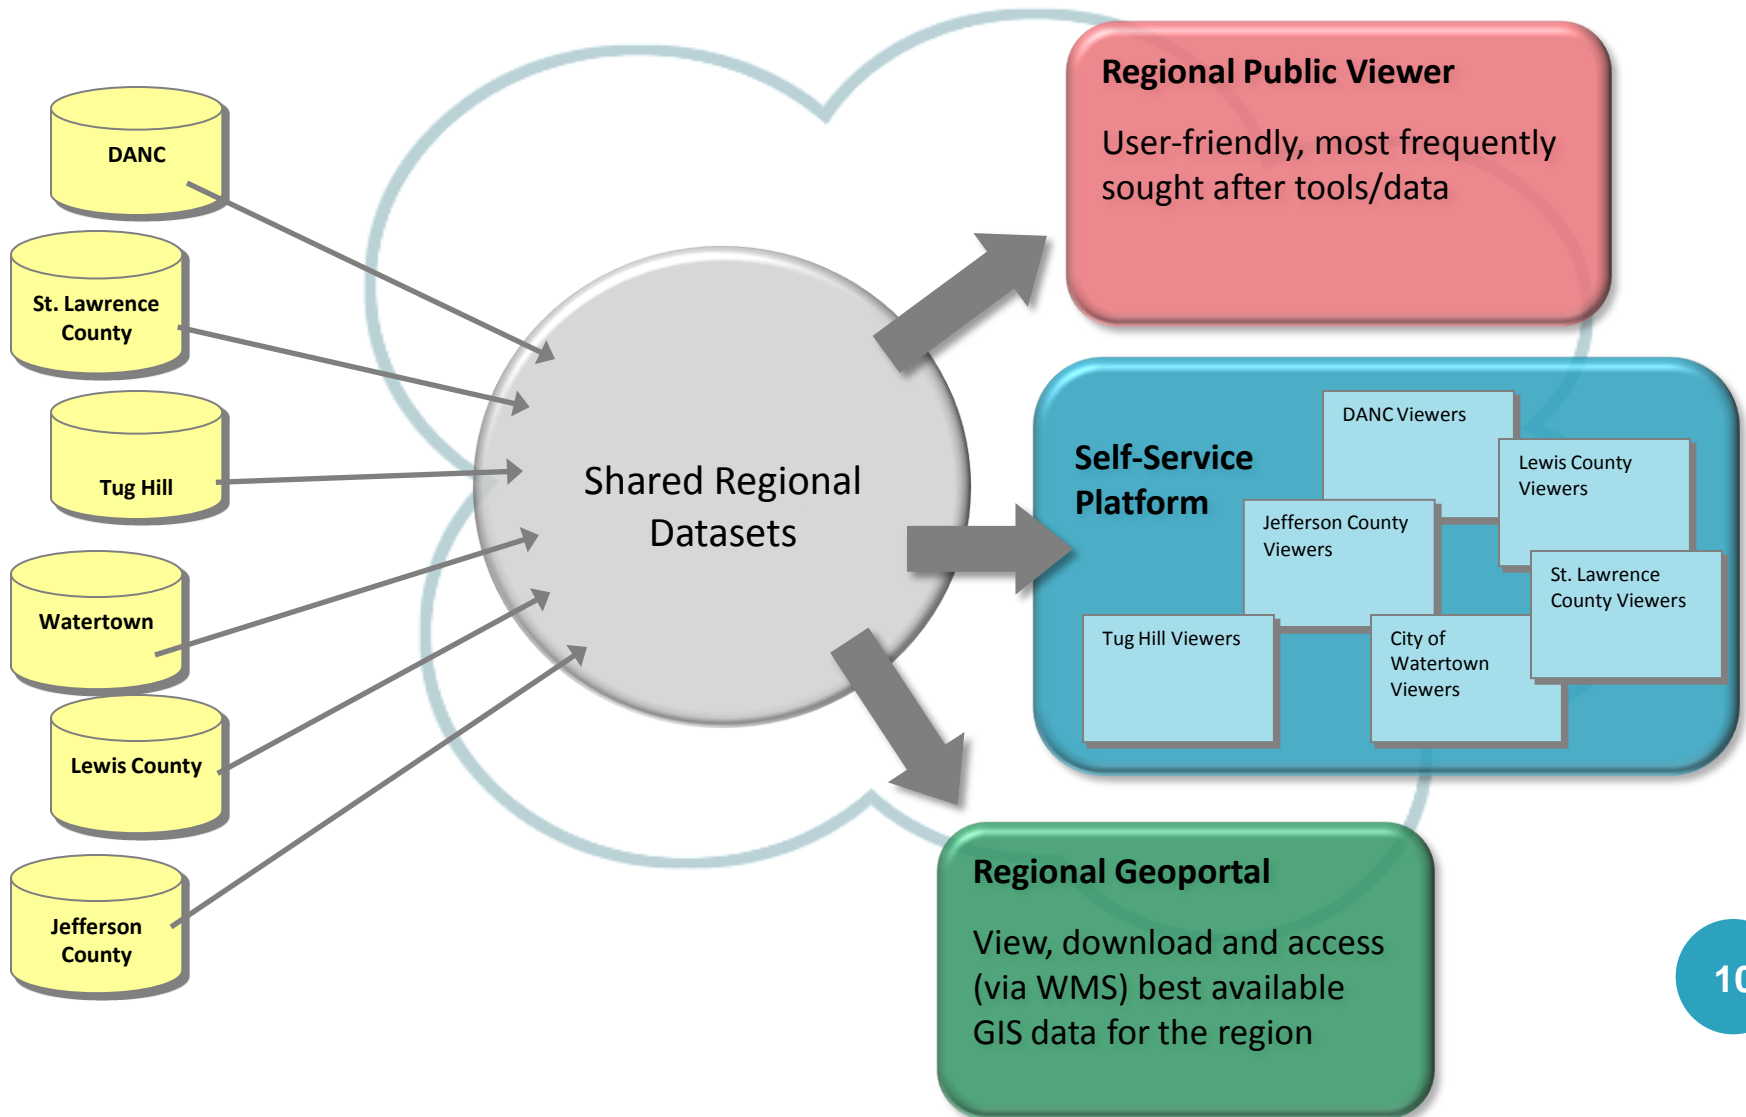 DANC
St. Lawrence
County
Tug Hill
Watertown
Lewis County
Jefferson
County
Shared Regional
Datasets
Regional Public Viewer
User-friendly, most frequently
sought after tools/data
Self-Service
Platform
DANC Viewers
Lewis County
Viewers
Jefferson County
Viewers
St. Lawrence
County Viewers
Tug Hill Viewers
City of
Watertown
Viewers
Regional Geoportal
View, download and access
(via WMS) best available
GIS data for the region
10